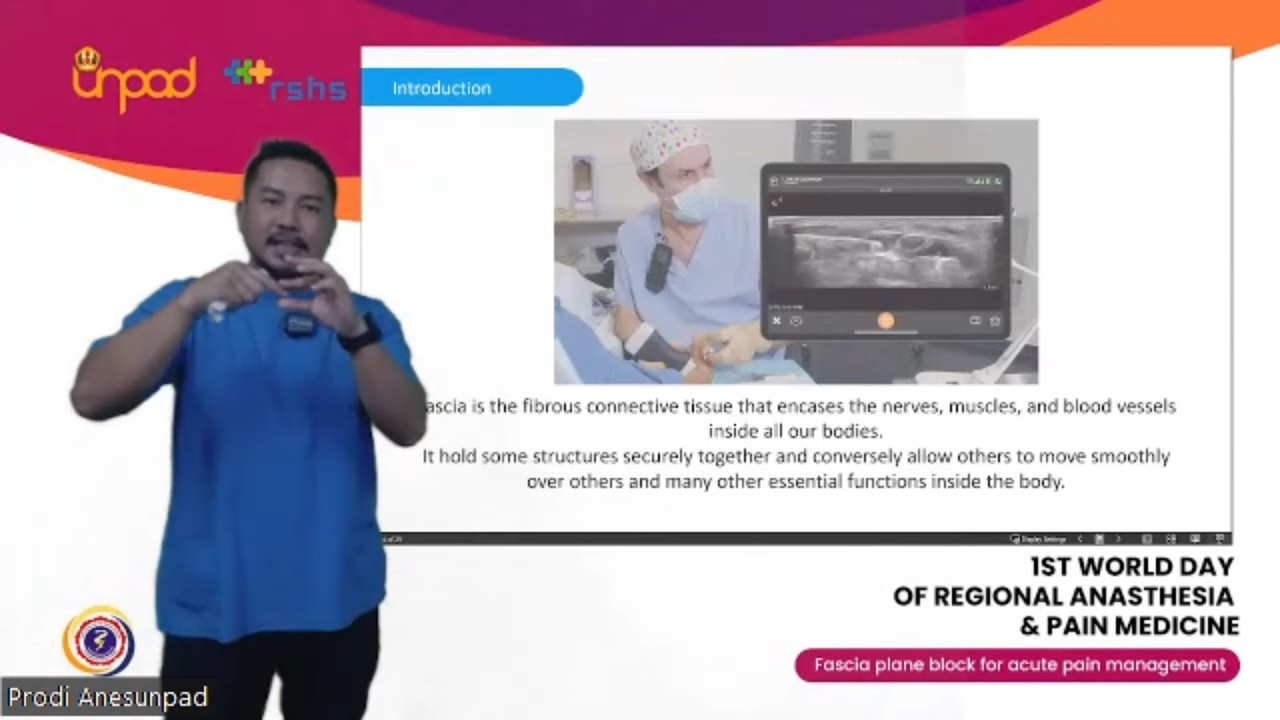 unpad
rshs
Introduction
ascia is the fibrous connective tissue that encases the nerves, muscles, and blood vessels
inside all our bodies.
It hold some structures securely together and conversely allow others to move smoothly
over others and many other essential functions inside the body.
Display Settings
1ST WORLD DAY
OF REGIONAL ANASTHESIA
& PAIN MEDICINE
Fascia plane block for acute pain management
Prodi Anesunpad